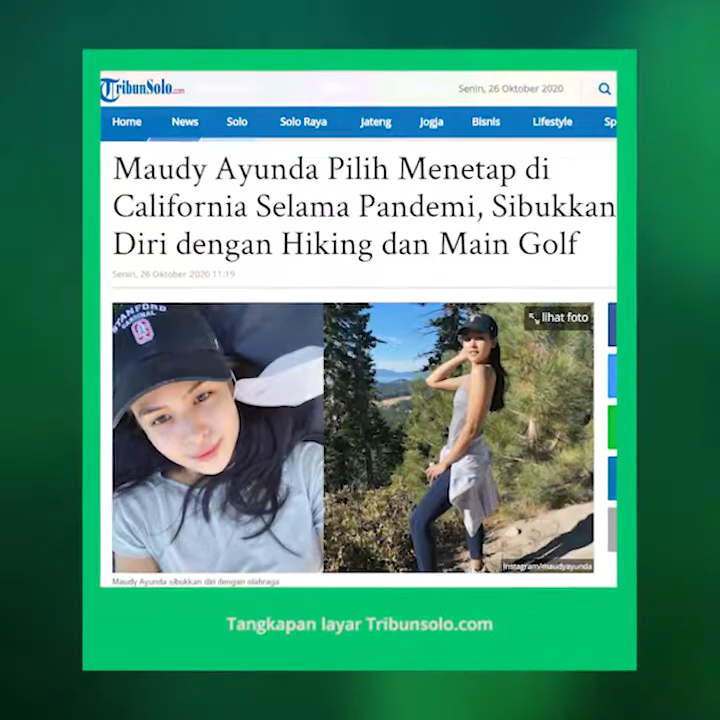 TribunSolo.com
Senin, 26 Oktober 2020
Home News Solo Solo Raya Jateng Jogja Bisnis Lifestyle Sp
Maudy Ayunda Pilih Menetap di
California Selama Pandemi, Sibukkan
Diri dengan Hiking dan Main Golf
Senin, 26 Oktober 2020 11:19
STANFORD
CARDINAL
lihat foto
Instagram/maudyayunda
Maudy Ayunda sibukkan diri dengan olahraga
Tangkapan layar Tribunsolo.com